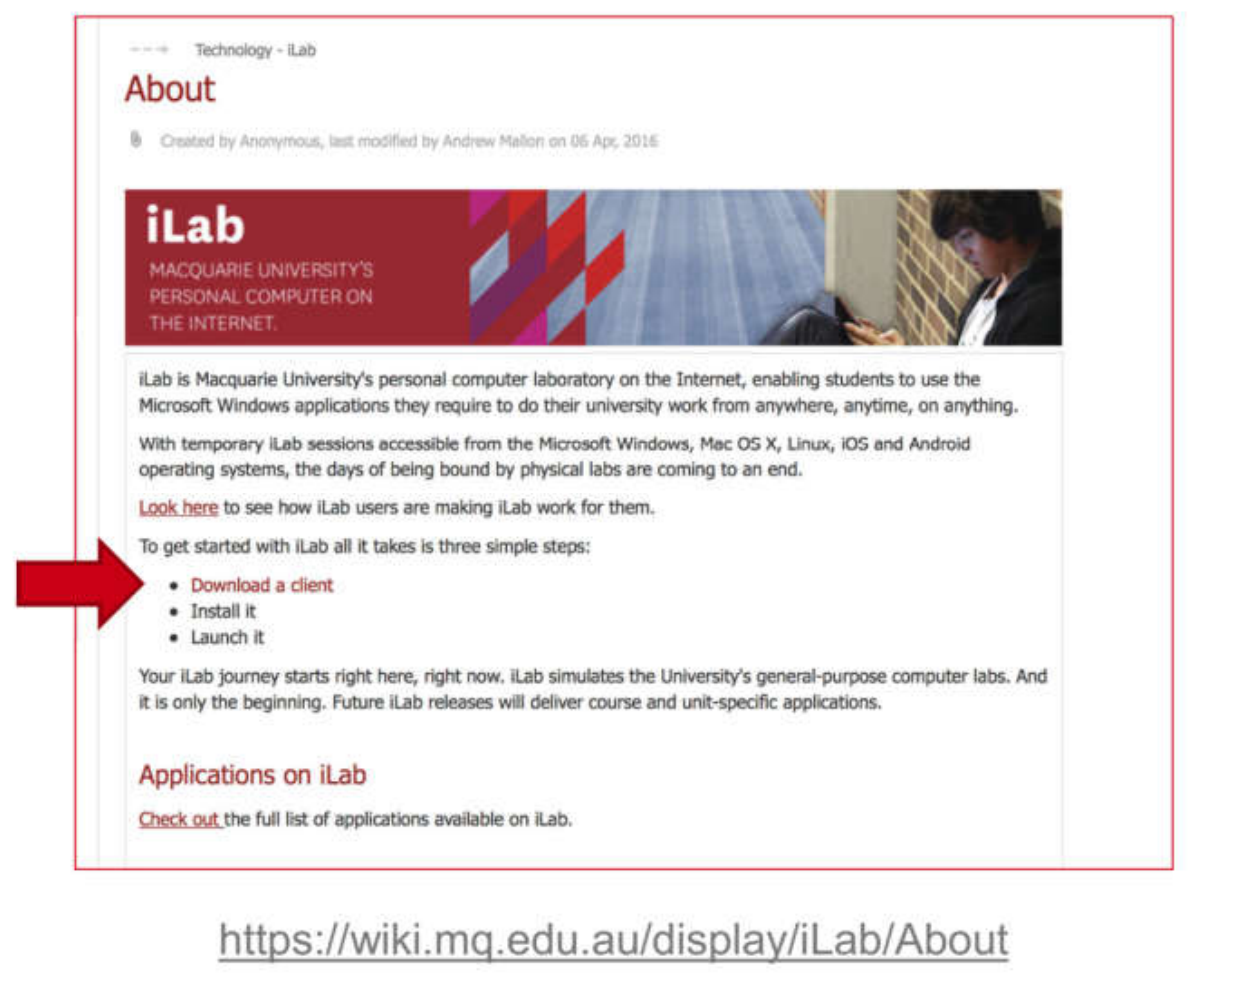 Technology - iLab
About
Created by Anonymous, last modified by Andrew Mallon on 06 Apr, 2016
iLab
MACQUARIE UNIVERSITY'S
PERSONAL COMPUTER ON
THE INTERNET.
iLab is Macquarie University's personal computer laboratory on the Internet, enabling students to use the
Microsoft Windows applications they require to do their university work from anywhere, anytime, on anything.
With temporary iLab sessions accessible from the Microsoft Windows, Mac OS X, Linux, iOS and Android
operating systems, the days of being bound by physical labs are coming to an end.
Look here to see how iLab users are making iLab work for them.
To get started with iLab all it takes is three simple steps:
• Download a client
• Install it
• Launch it
Your iLab journey starts right here, right now. iLab simulates the University's general-purpose computer labs. And
it is only the beginning. Future iLab releases will deliver course and unit-specific applications.
Applications on iLab
Check out the full list of applications available on iLab.
https://wiki.mq.edu.au/display/iLab/About